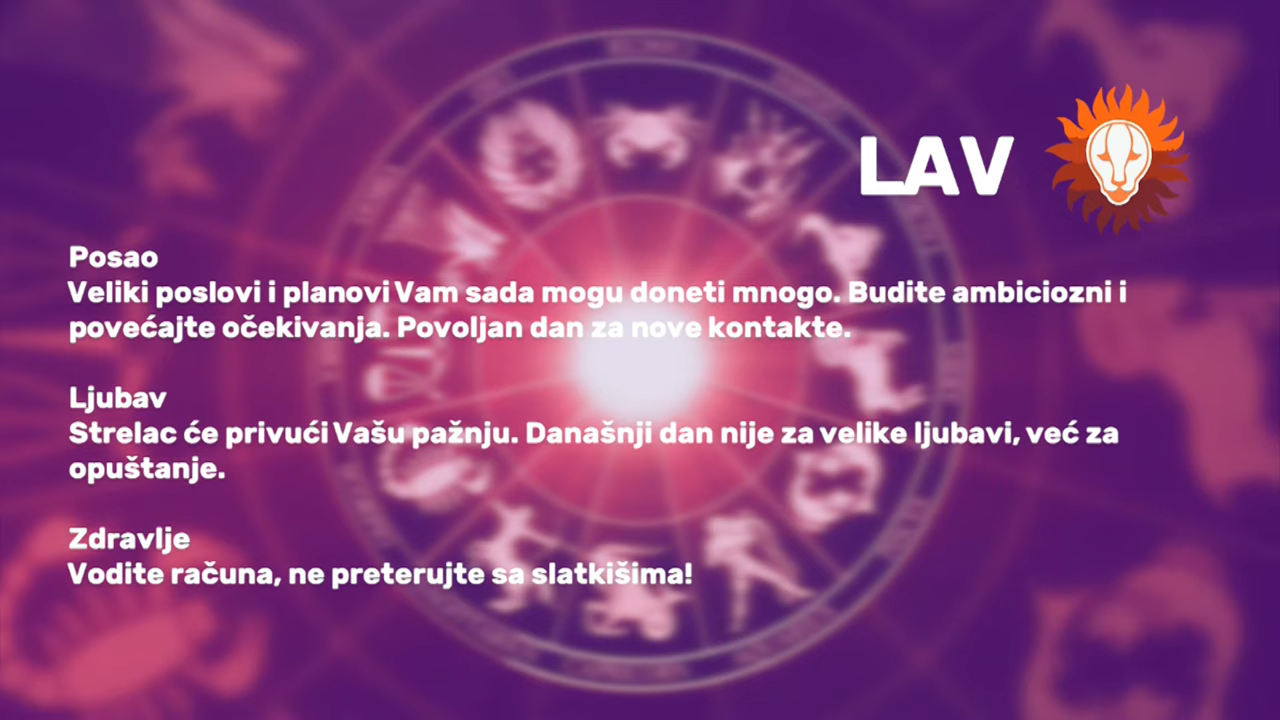 LAV
Posao
Veliki poslovi i planovi Vam sada mogu doneti mnogo. Budite ambiciozni i
povećajte očekivanja. Povoljan dan za nove kontakte.
Ljubav
Strelac će privući Vašu pažnju. Današnji dan nije za velike ljubavi, već za
opuštanje.
Zdravlje
Vodite računa, ne preterujte sa slatkišima!